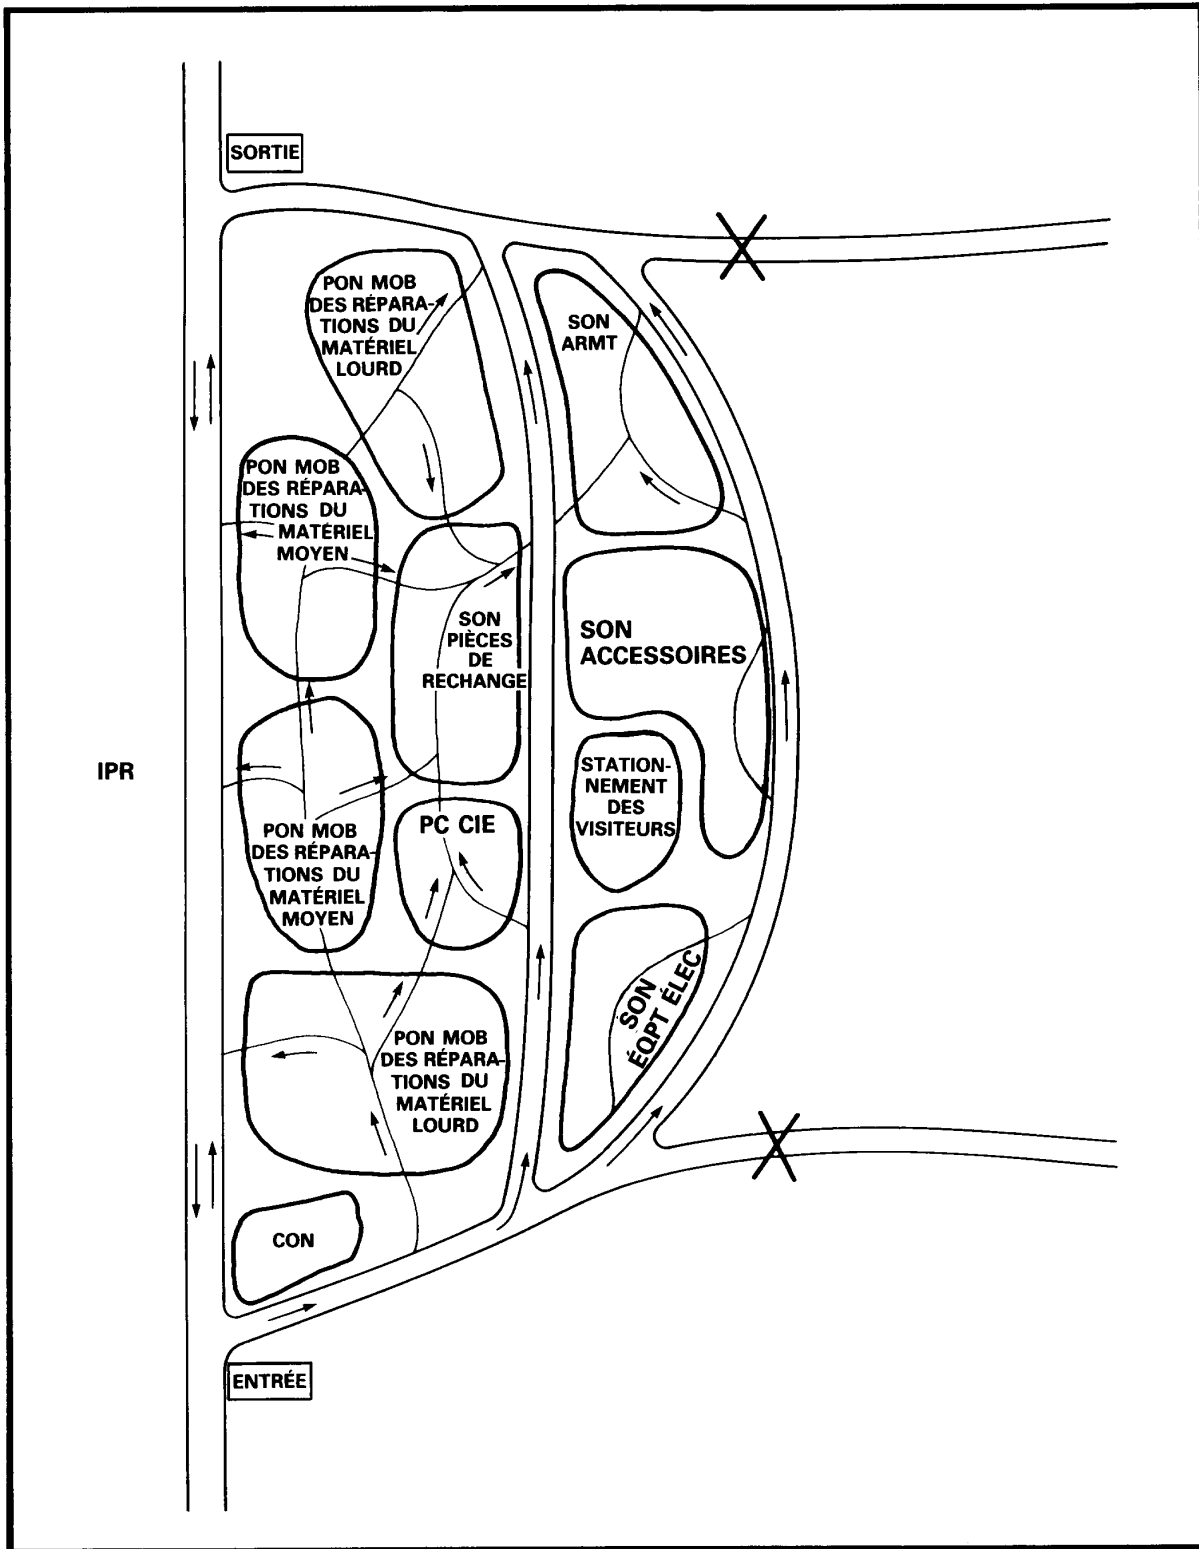 SORTIE
PON MOB
DES RÉPARA-
TIONS DU
MATÉRIEL
LOURD
SON
ARMT
PON MOB
DES RÉPARA-
TIONS DU
MATÉRIEL
MOYEN
SON
PIÈCES
DE
RECHANGE
SON
ACCESSOIRES
IPR
STATION-
NEMENT
DES
VISITEURS
PON MOB
DES RÉPARA-
TIONS DU
MATÉRIEL
MOYEN
PC CIE
SON
ÉQPT ÉLEC
PON MOB
DES RÉPARA-
TIONS DU
MATÉRIEL
LOURD
CON
ENTRÉE